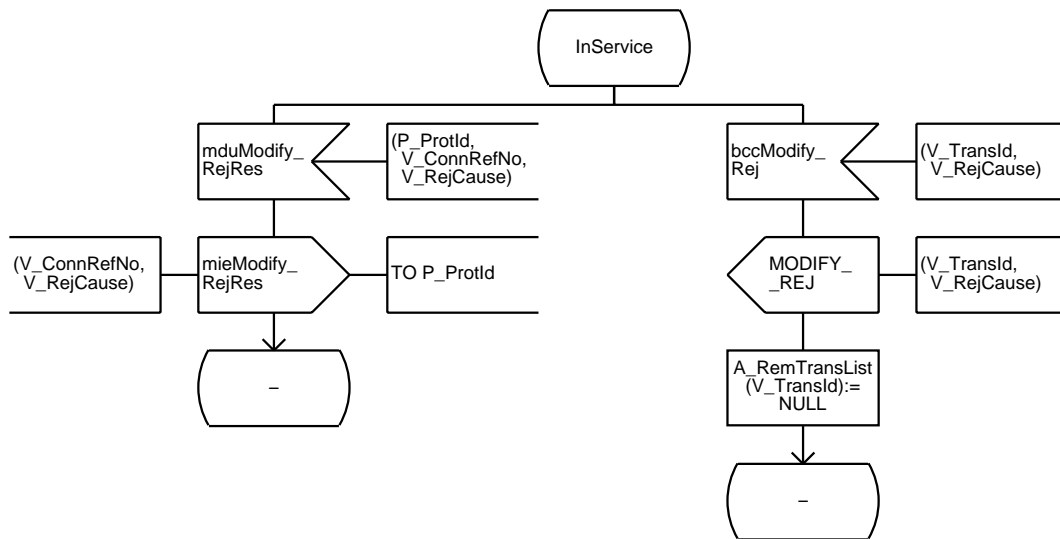 InService
mduModify_
RejRes
(P_ProtId,
V_ConnRefNo,
V_RejCause)
bccModify_
Rej
(V_TransId,
V_RejCause)
(V_ConnRefNo,
V_RejCause)
mieModify_
RejRes
TO P_ProtId
MODIFY_
_REJ
(V_TransId,
V_RejCause)
–
A_RemTransList
(V_TransId):=
NULL
–